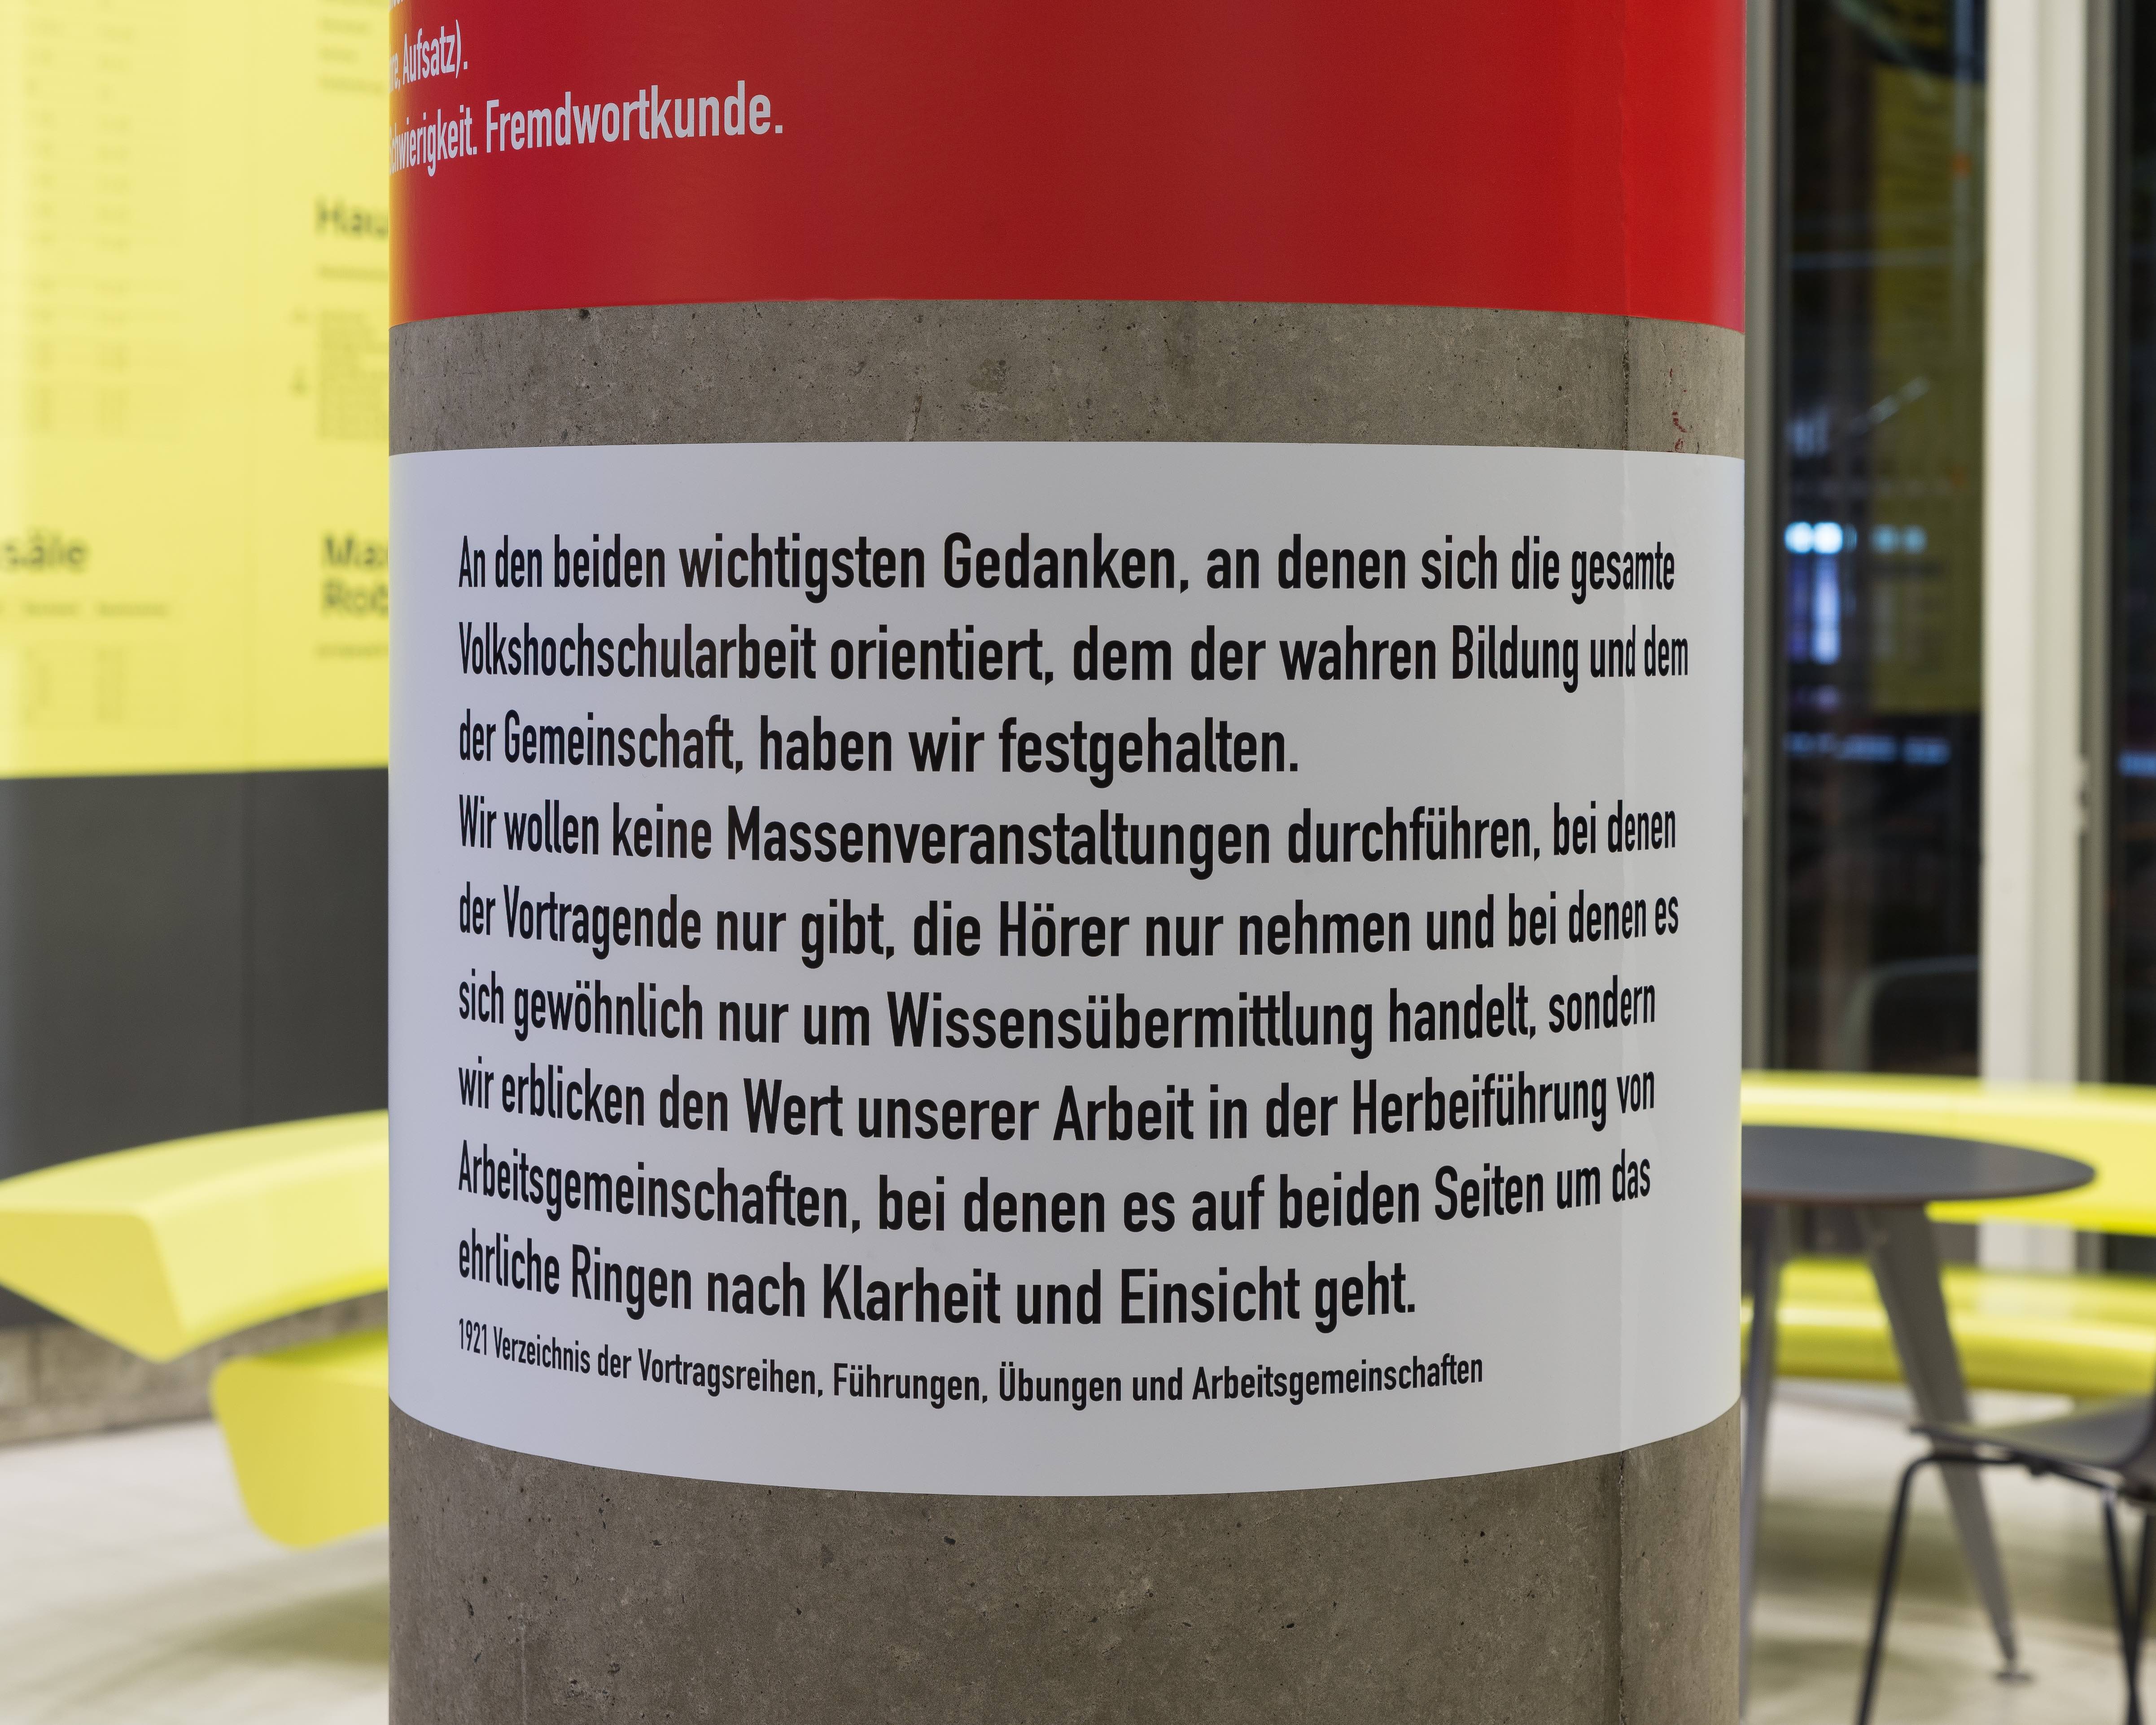 Aufsatz).
Fremdwortkunde.
An den beiden wichtigsten Gedanken, an denen sich die gesamte
Volkshochschularbeit orientiert, dem der wahren Bildung und dem
der Gemeinschaft, haben wir festgehalten.
Wir wollen keine Massenveranstaltungen durchführen, bei denen
der Vortragende nur gibt, die Hörer nur nehmen und bei denen es
sich gewöhnlich nur um Wissensübermittlung handelt, sondern
wir erblicken den Wert unserer Arbeit in der Herbeiführung von
Arbeitsgemeinschaften, bei denen es auf beiden Seiten um das
ehrliche Ringen nach Klarheit und Einsicht geht.
1921 Verzeichnis der Vortragsreihen, Führungen, Übungen und Arbeitsgemeinschaften